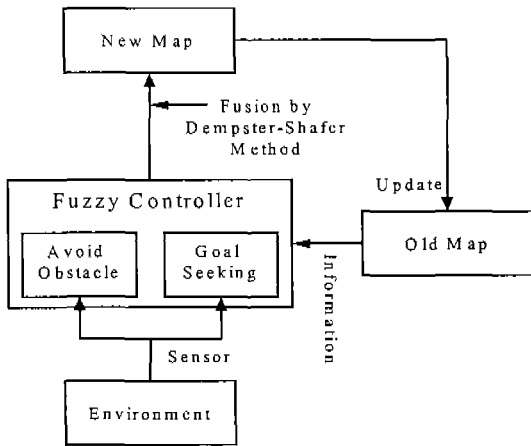 New Map
Fusion by
Dempster-Shafer
Method
Fuzzy Controller
Update
Avoid
Obstacle
Goal
Seeking
Old Map
Information
Sensor
Environment